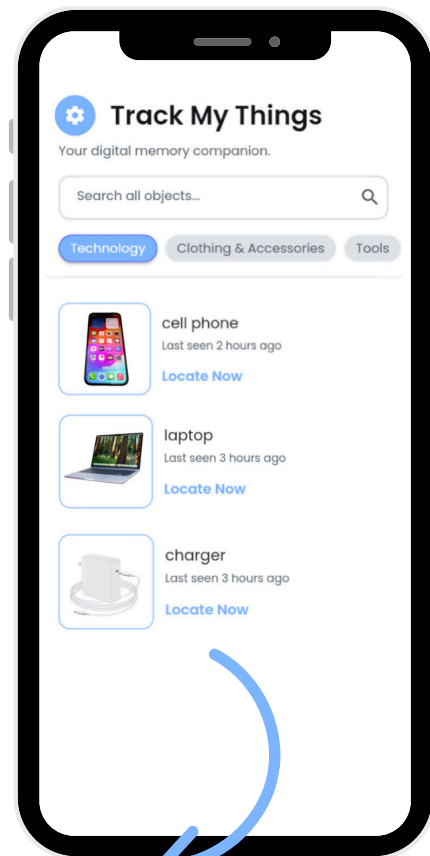 Track My Things
Your digital memory companion.
Search all objects...
Technology Clothing & Accessories Tools
cell phone
Last seen 2 hours ago
Locate Now
laptop
Last seen 3 hours ago
Locate Now
charger
Last seen 3 hours ago
Locate Now